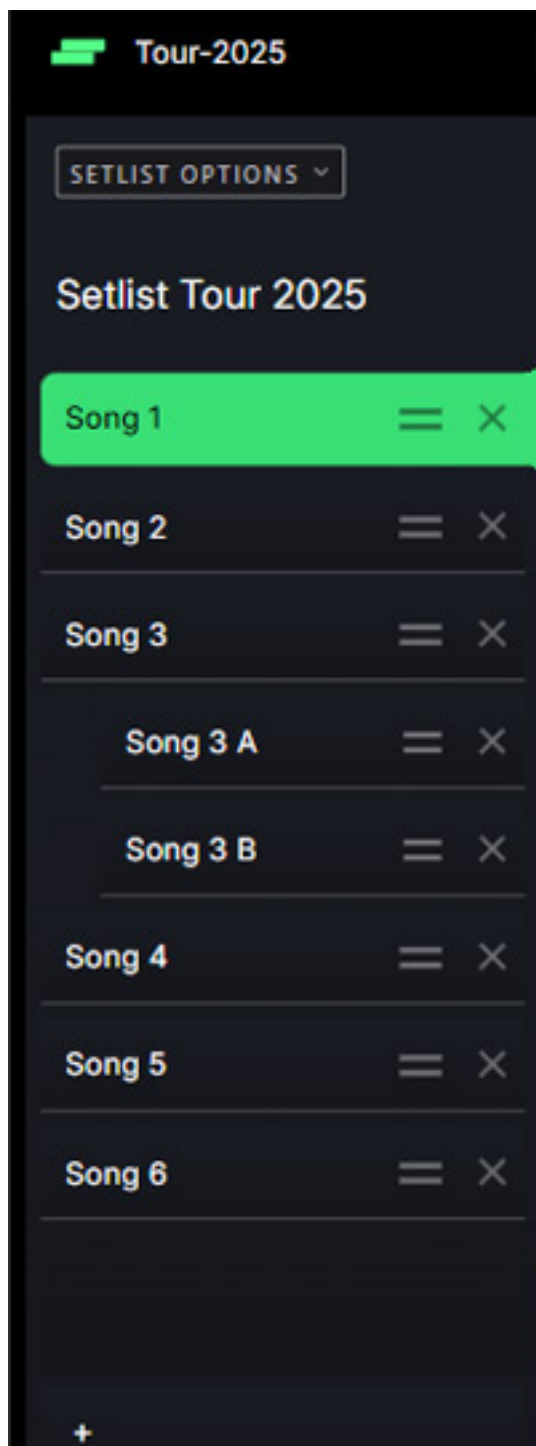 Tour-2025
SETLIST OPTIONS
Setlist Tour 2025
Song 1
Song 2
Song 3
Song 3 A
Song 3 B
Song 4
Song 5
Song 6
+